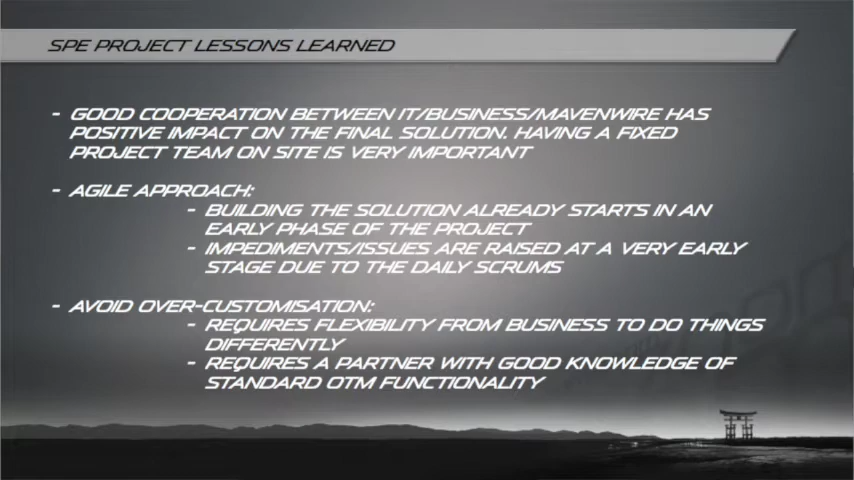 SPE PROJECT LESSONS LEARNED
- GOOD COOPERATION BETWEEN IT/BUSINESS/MAVENWIRE HAS
POSITIVE IMPACT ON THE FINAL SOLUTION. HAVING A FIXED
PROJECT TEAM ON SITE IS VERY IMPORTANT
- AGILE APPROACH:
- BUILDING THE SOLUTION ALREADY STARTS IN AN
EARLY PHASE OF THE PROJECT
- IMPEDIMENTS/ISSUES ARE RAISED AT A VERY EARLY
STAGE DUE TO THE DAILY SCRUMS
- AVOID OVER-CUSTOMISATION:
- REQUIRES FLEXIBILITY FROM BUSINESS TO DO THINGS
DIFFERENTLY
- REQUIRES A PARTNER WITH GOOD KNOWLEDGE OF
STANDARD OTM FUNCTIONALITY